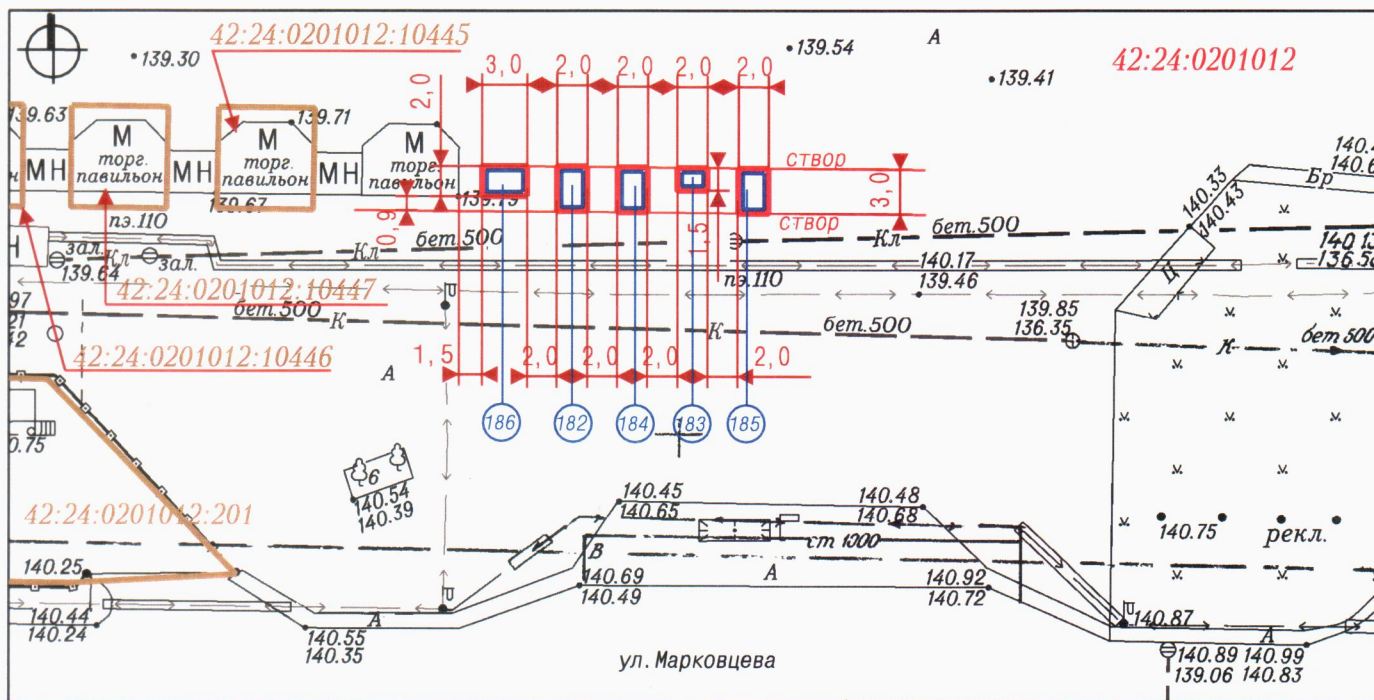 42:24:0201012:10445
139.54
А
42:24:0201012
139.30
139.41
3,0 2,0 2,0 2,0 2,0
2,0
139.63
139.71
М
торг.
павильон
МН
М
торг.
павильон
МН
М
торг.
павильон
МН
створ
створ
3,0
0,9
1,5
139.67
пэ.110
зал.
Кл
зал.
139.64
Кл
бет.500
Кл
бет.500
140.33
140.43
Бр
Ц
140.17
139.46
пэ.110
42:24:0201012:10447
бет.500
К
К
бет.500
139.85
136.35
К
бет 500
42:24:0201012:10446
А
1,5 2,0 2,0 2,0 2,0
186 182 184 183 185
6
140.54
140.39
42:24:0201012:201
140.45
140.65
140.48
140.68
140.75
рекл.
ст 1000
В
А
140.25
140.69
140.49
140.92
140.72
140.44
140.24
А
140.55
140.35
140.87
А
ул. Марковцева
140.89 140.99
139.06 140.83